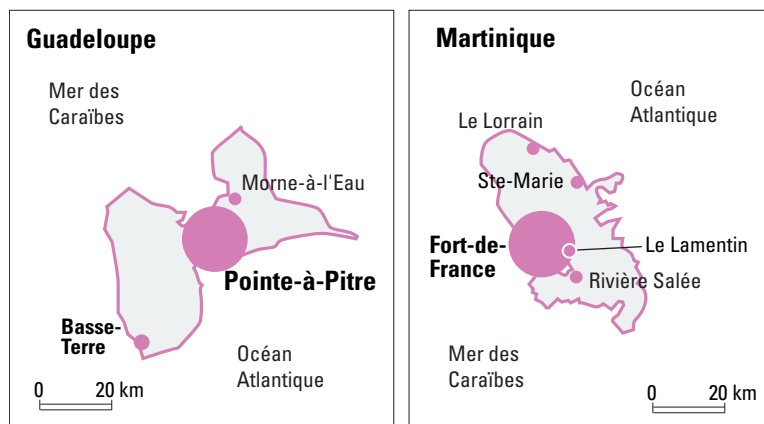 Guadeloupe
Mer des
Caraïbes
Morne-à-l'Eau
Pointe-à-Pitre
Basse-
Terre
Océan
Atlantique
0 20 km
Martinique
Océan
Atlantique
Le Lorrain
Ste-Marie
Fort-de-
France
Le Lamentin
Rivière Salée
Mer des
Caraïbes
0 20 km